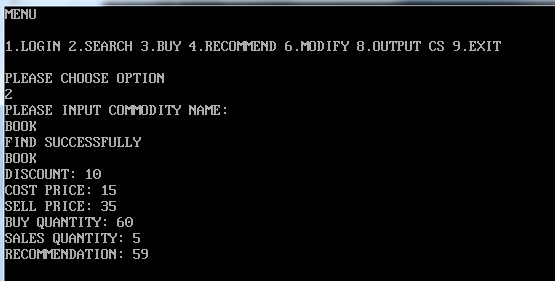 MENU
1.LOGIN 2.SEARCH 3.BUY 4.RECOMMEND 6.MODIFY 8.OUTPUT CS 9.EXIT
PLEASE CHOOSE OPTION
2
PLEASE INPUT COMMODITY NAME:
BOOK
FIND SUCCESSFULLY
BOOK
DISCOUNT: 10
COST PRICE: 15
SELL PRICE: 35
BUY QUANTITY: 60
SALES QUANTITY: 5
RECOMMENDATION: 59